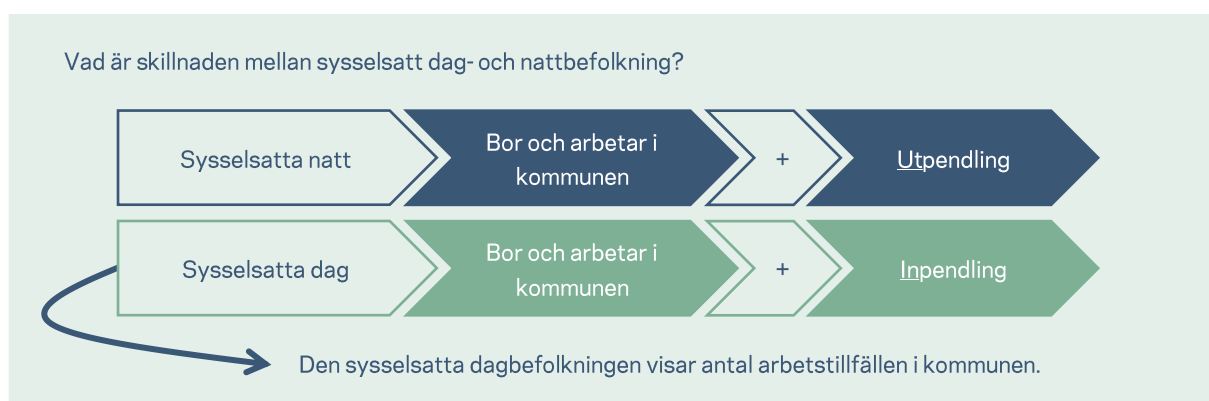 Vad är skillnaden mellan sysselsatt dag- och nattbefolkning?
Sysselsatta natt
Bor och arbetar i
kommunen
+
Utpendling
Sysselsatta dag
Bor och arbetar i
kommunen
+
Inpendling
Den sysselsatta dagbefolkningen visar antal arbetstillfällen i kommunen.